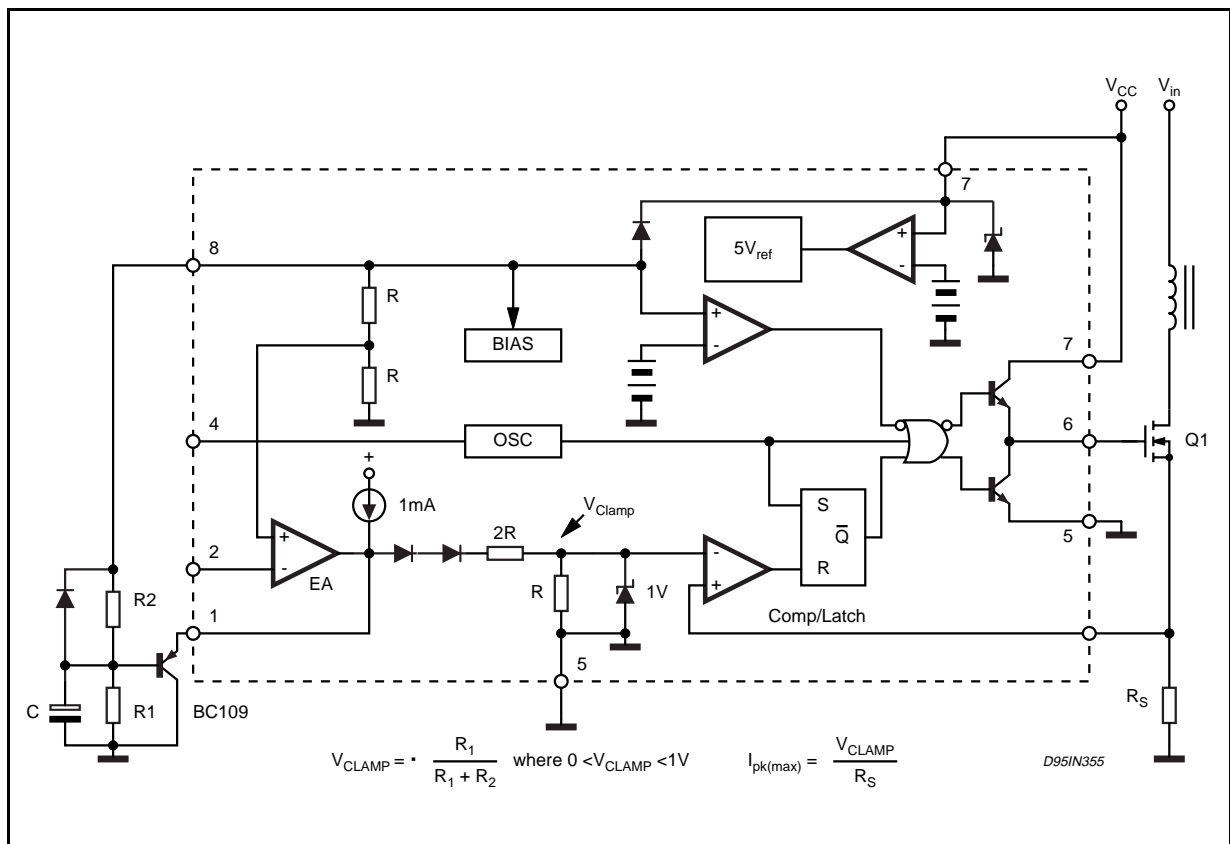 V_CC V_in
7
8
5V_ref
+
-
R
BIAS
+
-
R
7
4
OSC
6
Q1
+
1mA
V_Clamp
S
Q̅
R
5
2R
2
+
-
EA
R
1V
-
+
Comp/Latch
R2
1
5
R_S
C
R1
BC109
V_CLAMP = · R_1 / (R_1 + R_2) where 0 <V_CLAMP <1V I_pk(max) = V_CLAMP / R_S
D95IN355